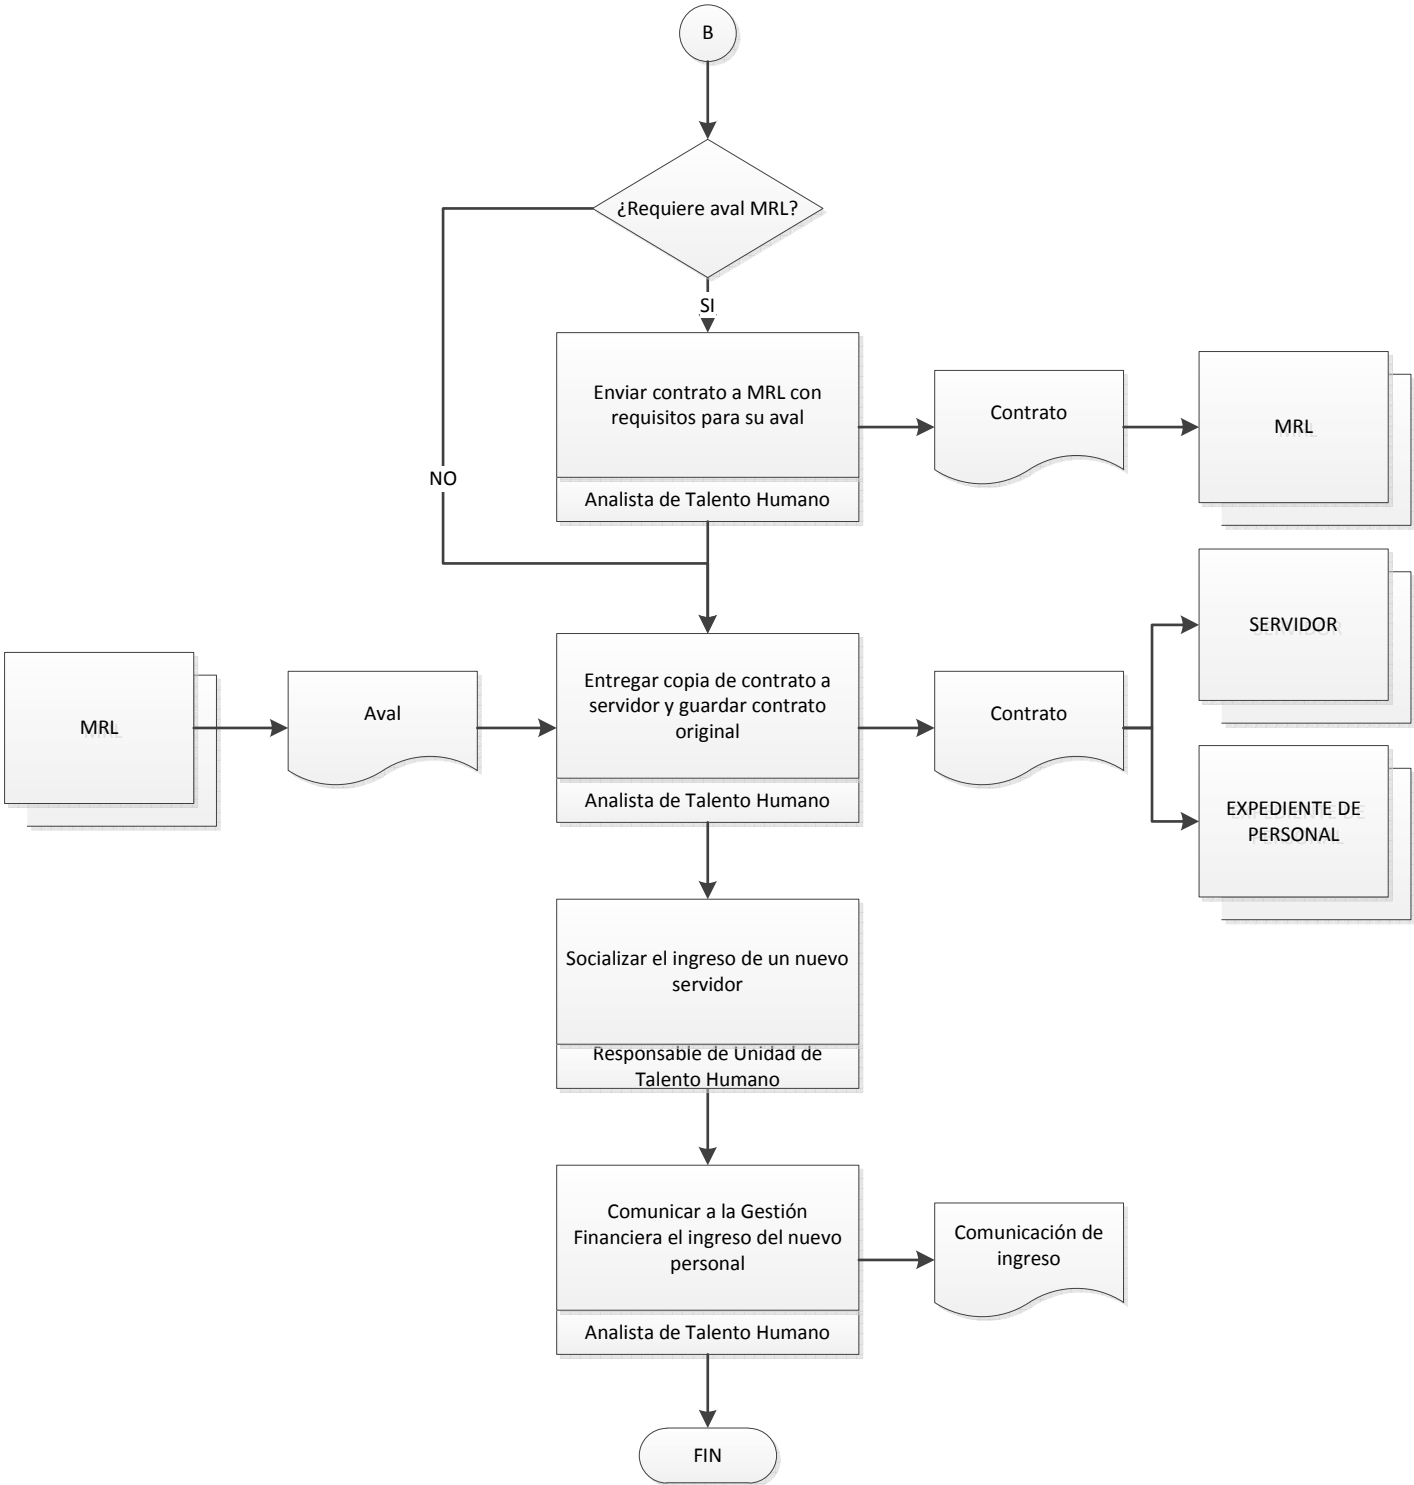 B
¿Requiere aval MRL?
SI
Enviar contrato a MRL con
requisitos para su aval
Analista de Talento Humano
Contrato
MRL
NO
MRL
Aval
Entregar copia de contrato a
servidor y guardar contrato
original
Analista de Talento Humano
Contrato
SERVIDOR
EXPEDIENTE DE
PERSONAL
Socializar el ingreso de un nuevo
servidor
Responsable de Unidad de
Talento Humano
Comunicar a la Gestión
Financiera el ingreso del nuevo
personal
Analista de Talento Humano
Comunicación de
ingreso
FIN